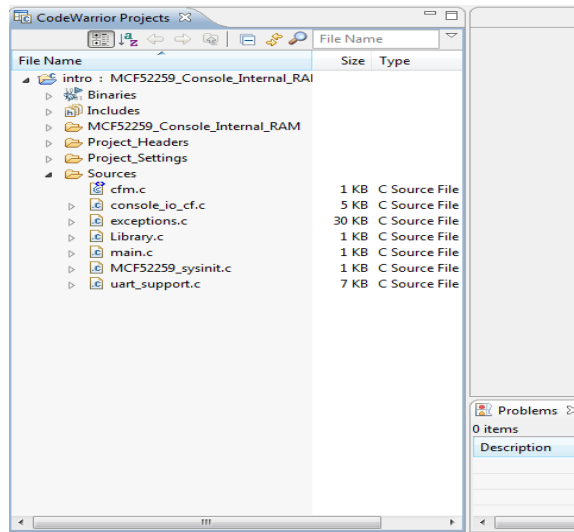 CodeWarrior Projects
File Name
File Name Size Type
intro : MCF52259_Console_Internal_RAI
Binaries
Includes
MCF52259_Console_Internal_RAM
Project_Headers
Project_Settings
Sources
cfm.c 1 KB C Source File
console_io_cf.c 5 KB C Source File
exceptions.c 30 KB C Source File
Library.c 1 KB C Source File
main.c 1 KB C Source File
MCF52259_sysinit.c 1 KB C Source File
uart_support.c 7 KB C Source File
Problems
0 items
Description